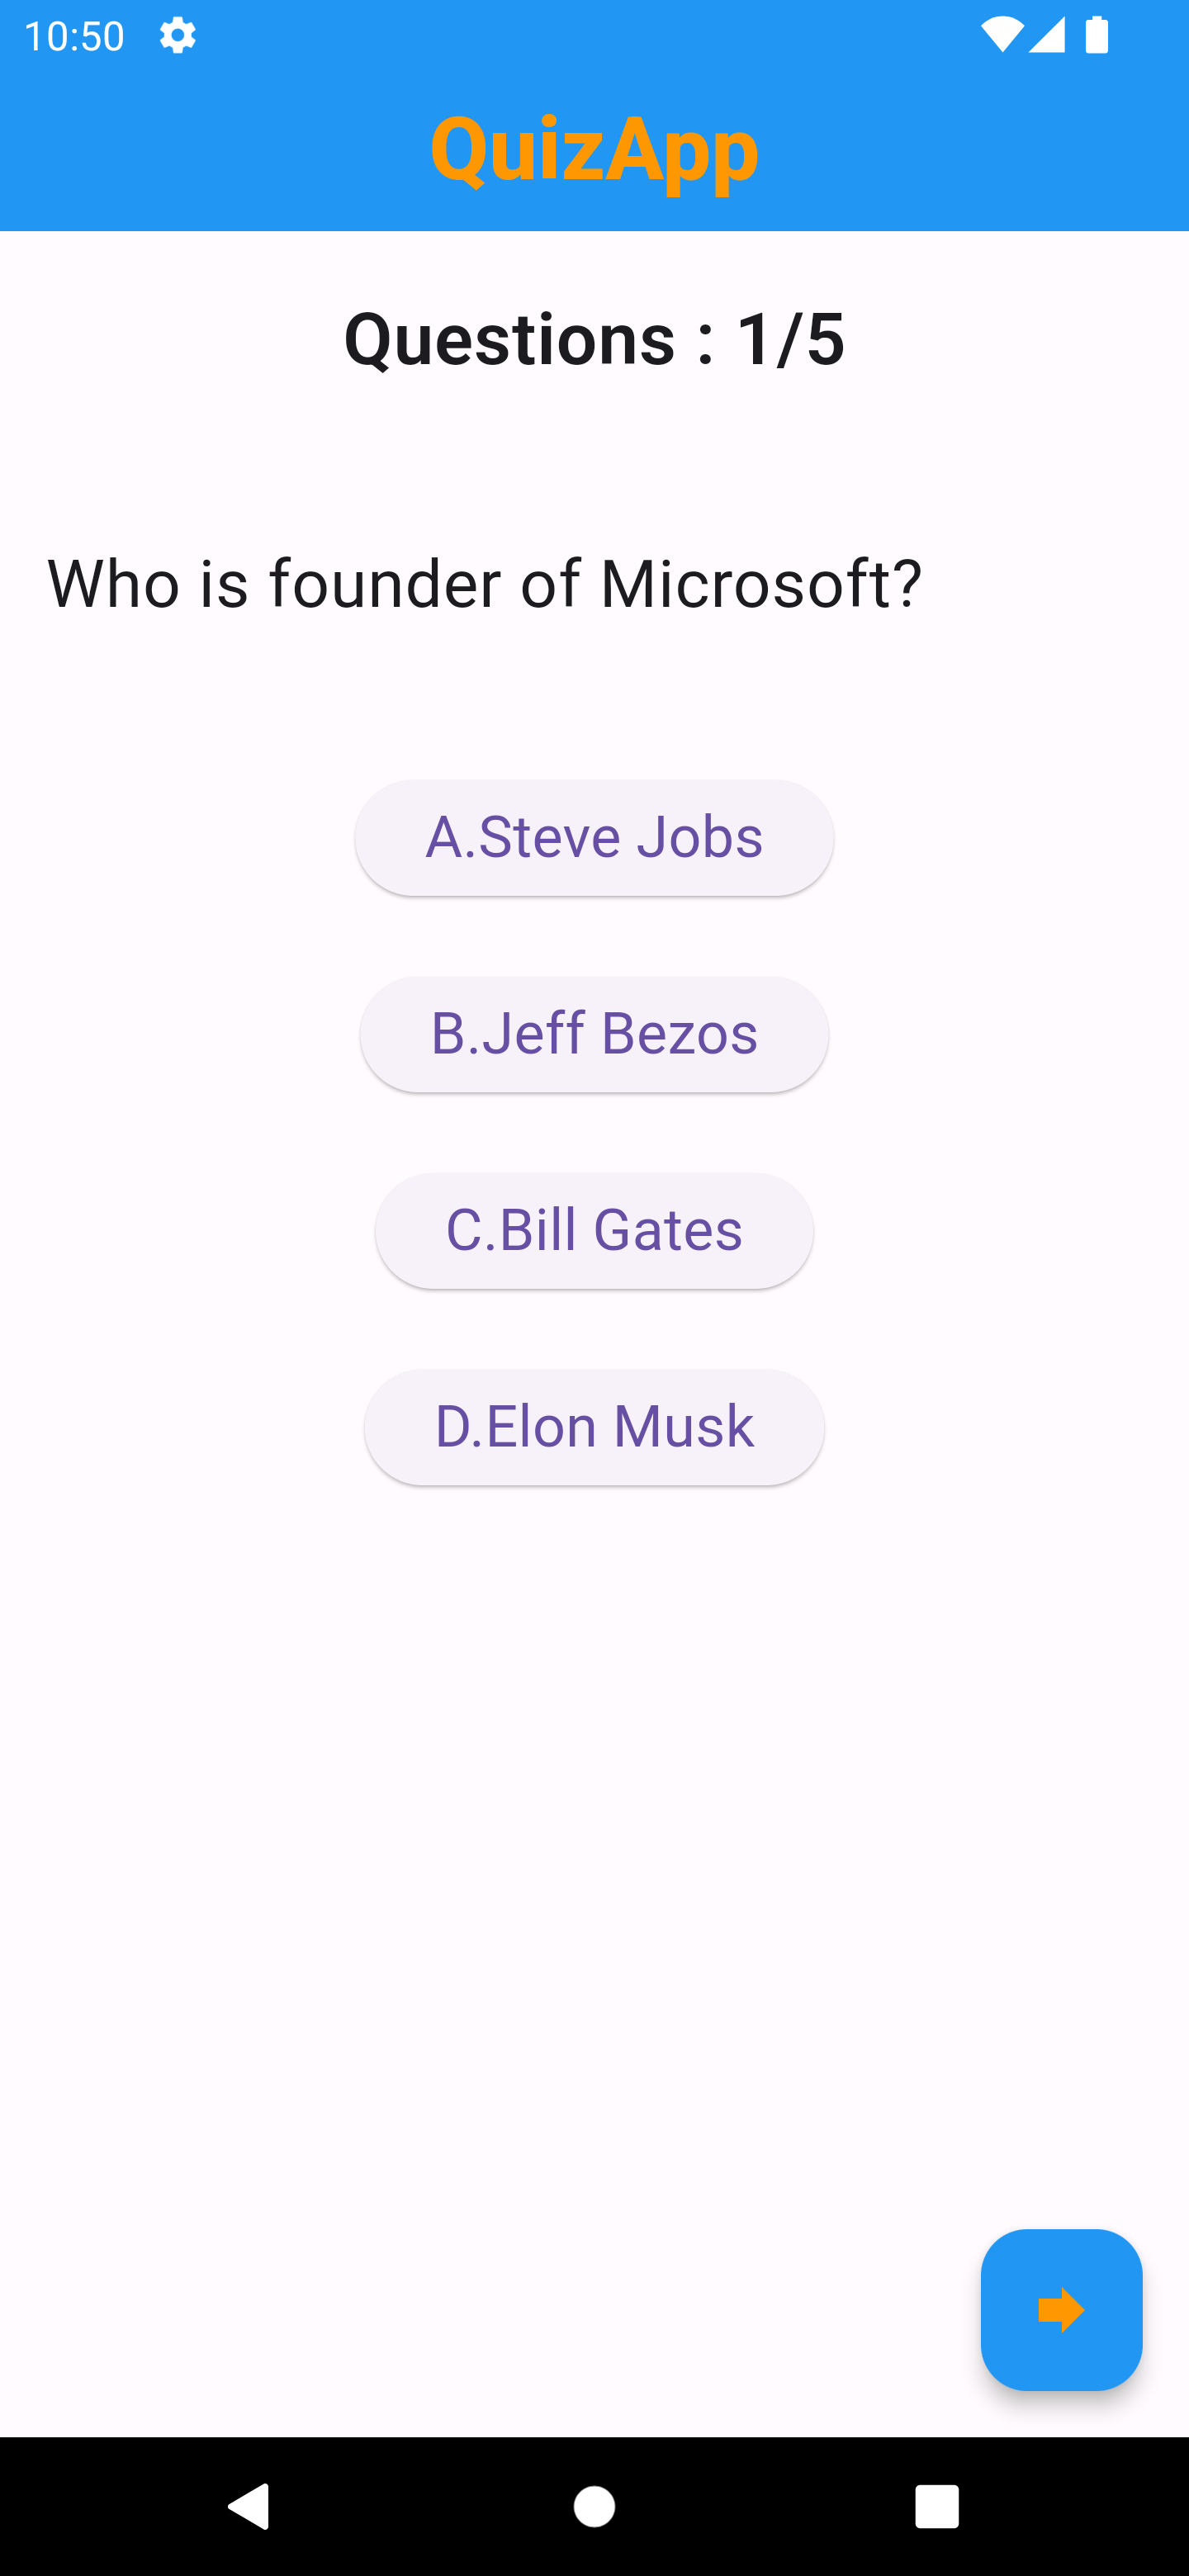 10:50
QuizApp
Questions : 1/5
Who is founder of Microsoft?
A.Steve Jobs
B.Jeff Bezos
C.Bill Gates
D.Elon Musk